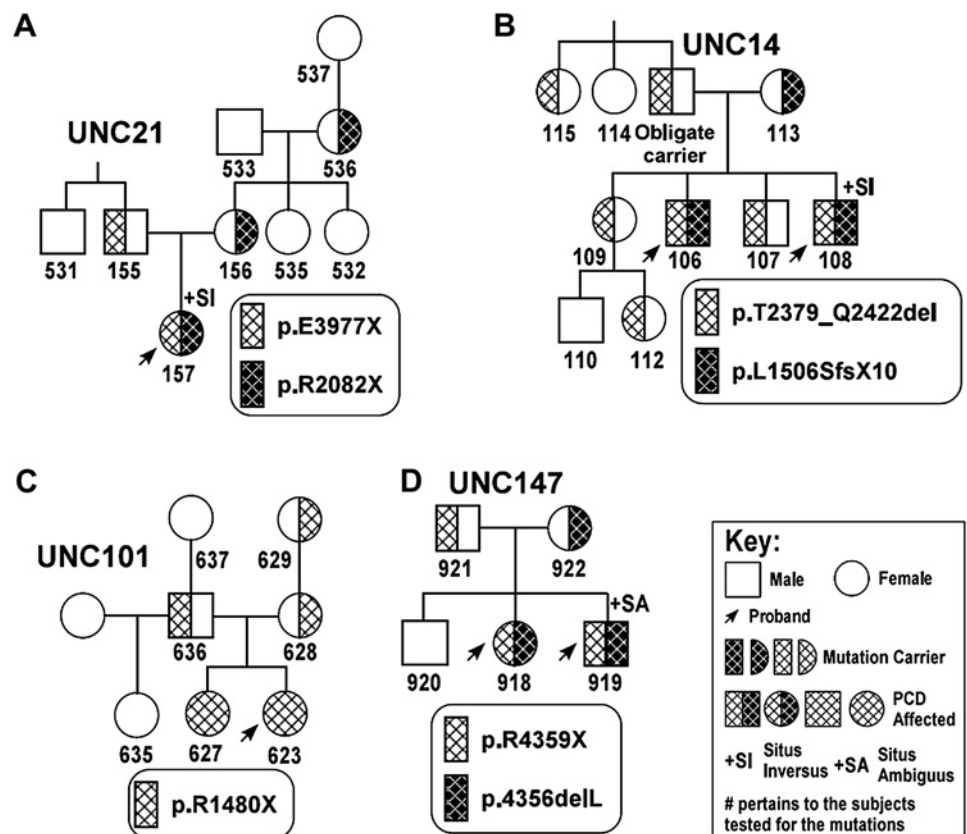 A
537
UNC21
533
536
531
155
156
535
532
+SI
157
p.E3977X
p.R2082X
B
UNC14
115
114
Obligate
carrier
113
+SI
109
106
107
108
110
112
p.T2379_Q2422del
p.L1506SfsX10
C
UNC101
637
629
636
628
635
627
623
p.R1480X
D
UNC147
921
922
+SA
920
918
919
p.R4359X
p.4356delL
Key:
Male
Female
Proband
Mutation Carrier
PCD
Affected
+SI Situs
Inversus
+SA Situs
Ambiguus
# pertains to the subjects
tested for the mutations